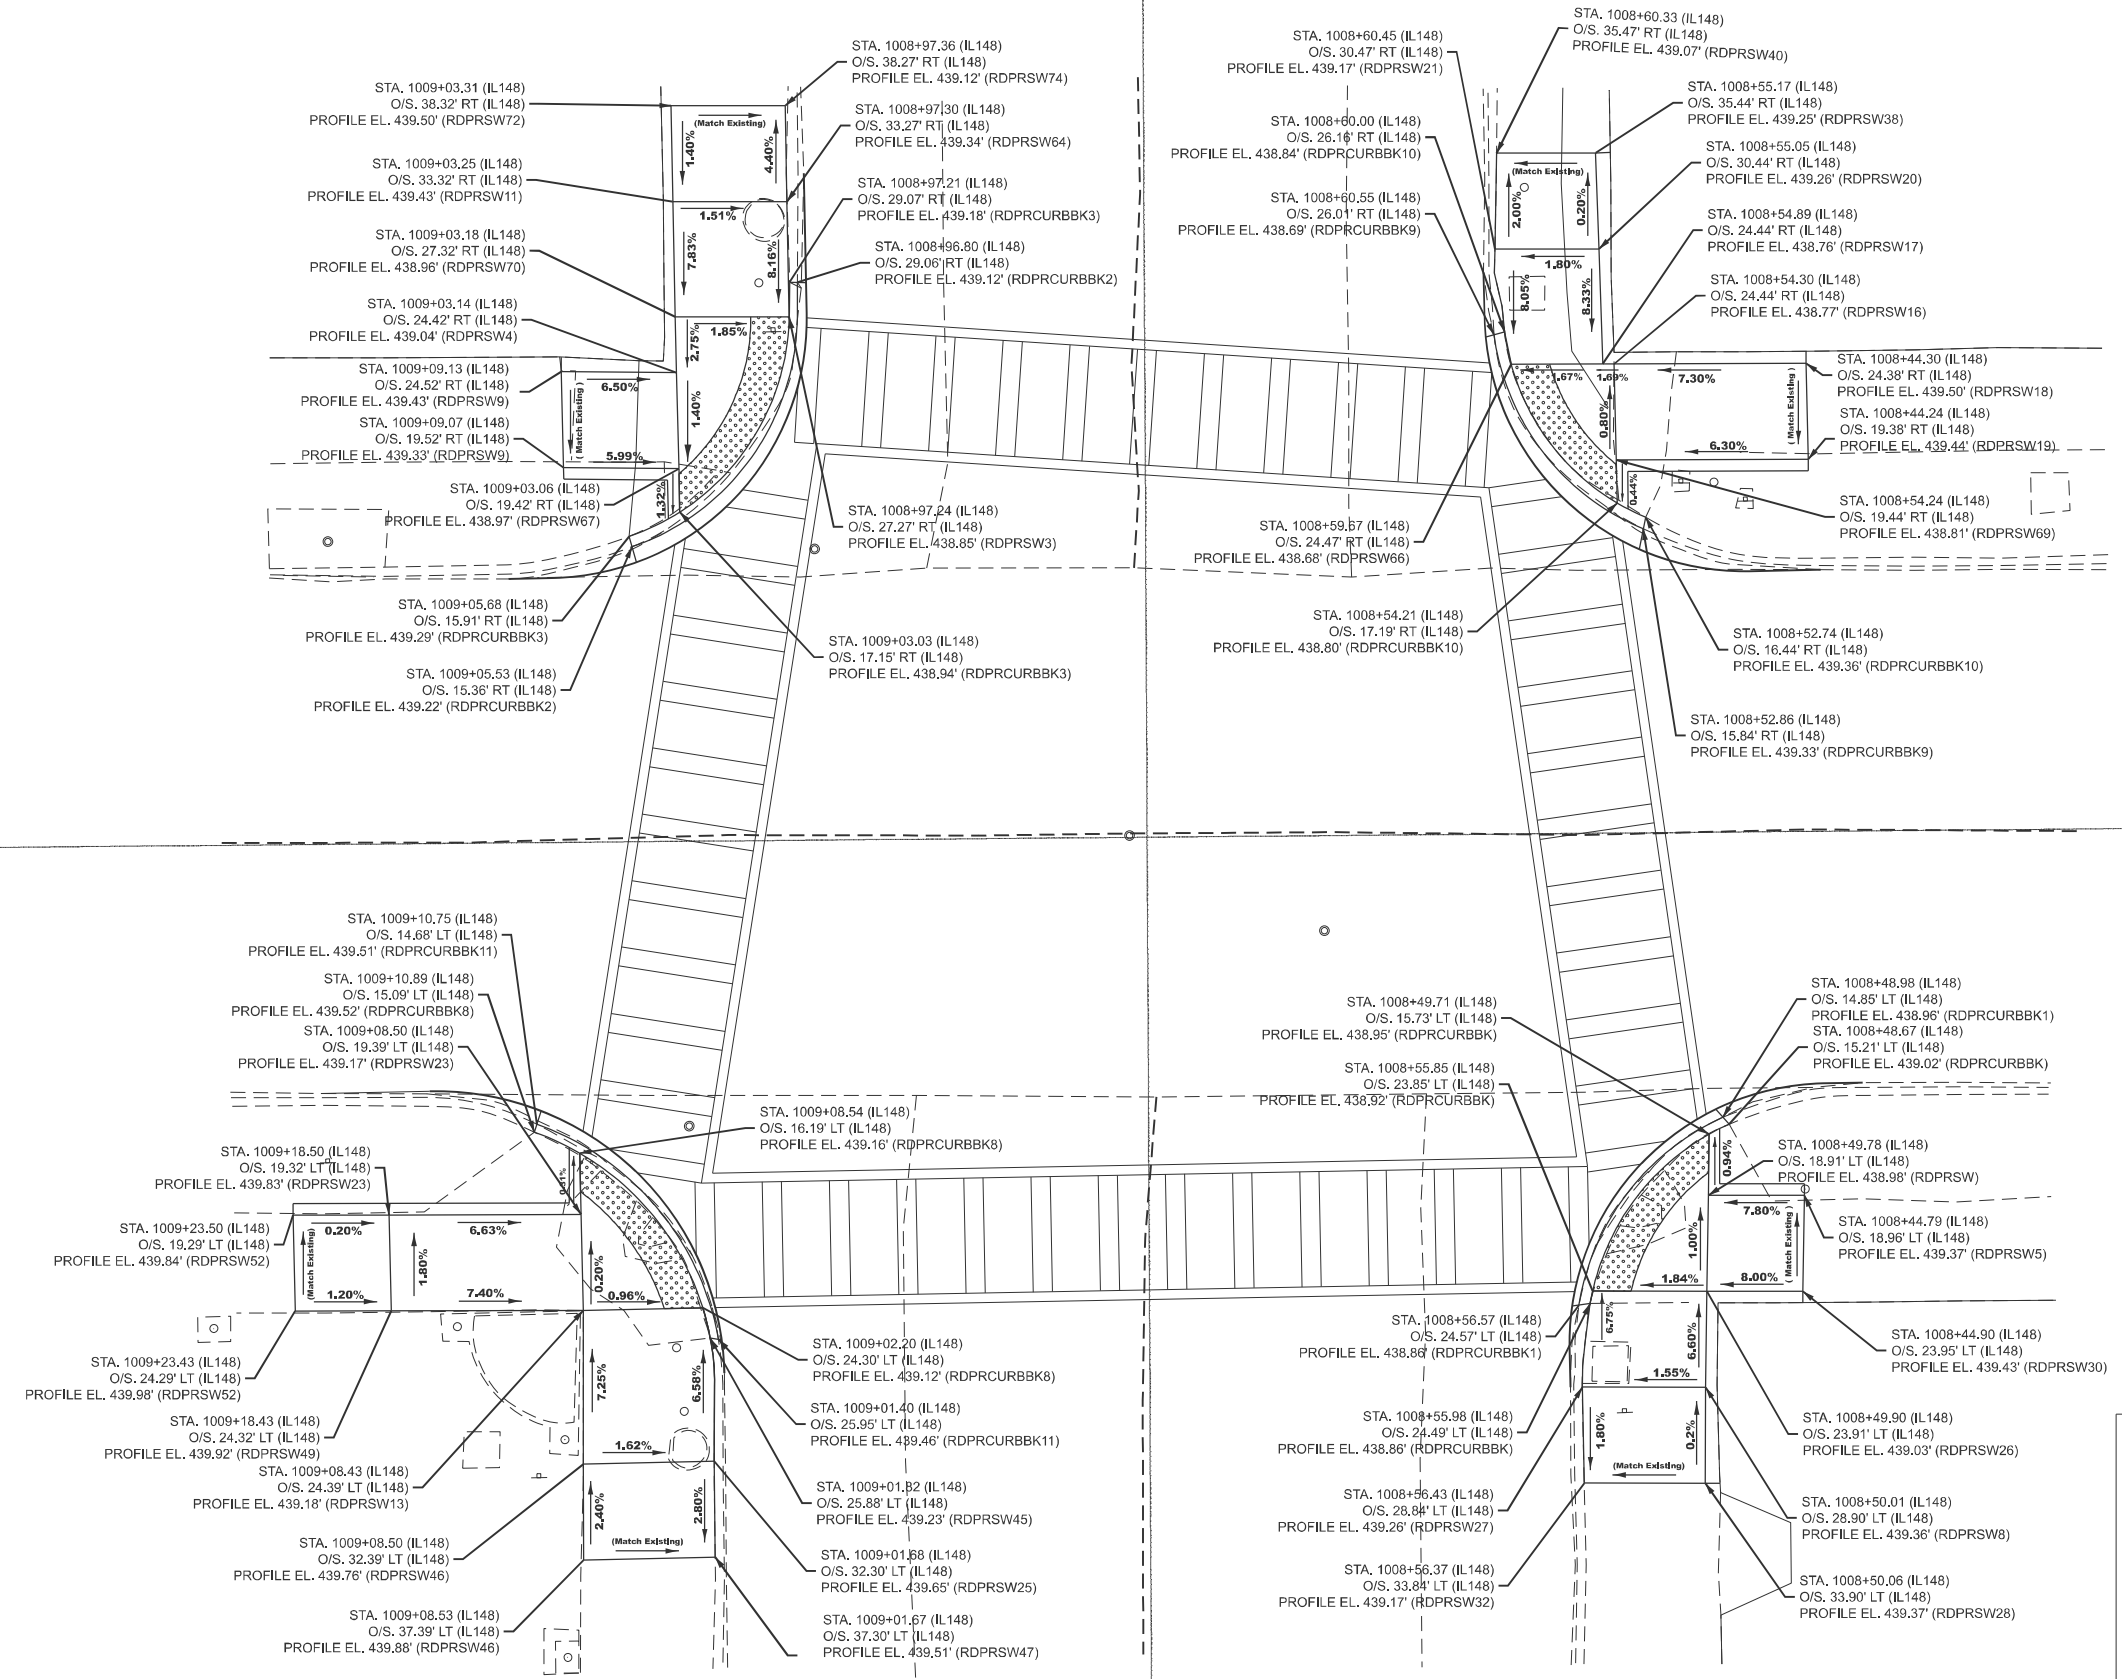 STA. 1008+97.36 (IL148)
O/S. 38.27' RT (IL148)
PROFILE EL. 439.12' (RDPRSW74)
STA. 1009+03.31 (IL148)
O/S. 38.32' RT (IL148)
PROFILE EL. 439.50' (RDPRSW72)
STA. 1008+97.30 (IL148)
O/S. 33.27' RT (IL148)
PROFILE EL. 439.34' (RDPRSW64)
STA. 1009+03.25 (IL148)
O/S. 33.32' RT (IL148)
PROFILE EL. 439.43' (RDPRSW11)
STA. 1008+97.21 (IL148)
O/S. 29.07' RT (IL148)
PROFILE EL. 439.18' (RDPRCURBBK3)
STA. 1009+03.18 (IL148)
O/S. 27.32' RT (IL148)
PROFILE EL. 438.96' (RDPRSW70)
STA. 1008+96.80 (IL148)
O/S. 29.06' RT (IL148)
PROFILE EL. 439.12' (RDPRCURBBK2)
STA. 1009+03.14 (IL148)
O/S. 24.42' RT (IL148)
PROFILE EL. 439.04' (RDPRSW4)
STA. 1009+09.13 (IL148)
O/S. 24.52' RT (IL148)
PROFILE EL. 439.43' (RDPRSW9)
STA. 1009+09.07 (IL148)
O/S. 19.52' RT (IL148)
PROFILE EL. 439.33' (RDPRSW9)
STA. 1009+03.06 (IL148)
O/S. 19.42' RT (IL148)
PROFILE EL. 438.97' (RDPRSW67)
STA. 1008+97.24 (IL148)
O/S. 27.27' RT (IL148)
PROFILE EL. 438.85' (RDPRSW3)
STA. 1009+05.68 (IL148)
O/S. 15.91' RT (IL148)
PROFILE EL. 439.29' (RDPRCURBBK3)
STA. 1009+05.53 (IL148)
O/S. 15.36' RT (IL148)
PROFILE EL. 439.22' (RDPRCURBBK2)
STA. 1009+03.03 (IL148)
O/S. 17.15' RT (IL148)
PROFILE EL. 438.94' (RDPRCURBBK3)
(Match Existing)
1.40%
4.40%
1.51%
7.83%
8.16%
1.85%
2.75%
1.40%
6.50%
(Match Existing )
5.99%
1.32%
STA. 1008+60.33 (IL148)
O/S. 35.47' RT (IL148)
PROFILE EL. 439.07' (RDPRSW40)
STA. 1008+60.45 (IL148)
O/S. 30.47' RT (IL148)
PROFILE EL. 439.17' (RDPRSW21)
STA. 1008+55.17 (IL148)
O/S. 35.44' RT (IL148)
PROFILE EL. 439.25' (RDPRSW38)
STA. 1008+60.00 (IL148)
O/S. 26.16' RT (IL148)
PROFILE EL. 438.84' (RDPRCURBBK10)
STA. 1008+55.05 (IL148)
O/S. 30.44' RT (IL148)
PROFILE EL. 439.26' (RDPRSW20)
STA. 1008+60.55 (IL148)
O/S. 26.01' RT (IL148)
PROFILE EL. 438.69' (RDPRCURBBK9)
STA. 1008+54.89 (IL148)
O/S. 24.44' RT (IL148)
PROFILE EL. 438.76' (RDPRSW17)
STA. 1008+54.30 (IL148)
O/S. 24.44' RT (IL148)
PROFILE EL. 438.77' (RDPRSW16)
STA. 1008+44.30 (IL148)
O/S. 24.38' RT (IL148)
PROFILE EL. 439.50' (RDPRSW18)
STA. 1008+44.24 (IL148)
O/S. 19.38' RT (IL148)
PROFILE EL. 439.44' (RDPRSW19)
STA. 1008+54.24 (IL148)
O/S. 19.44' RT (IL148)
PROFILE EL. 438.81' (RDPRSW69)
STA. 1008+59.67 (IL148)
O/S. 24.47' RT (IL148)
PROFILE EL. 438.68' (RDPRSW66)
STA. 1008+54.21 (IL148)
O/S. 17.19' RT (IL148)
PROFILE EL. 438.80' (RDPRCURBBK10)
STA. 1008+52.74 (IL148)
O/S. 16.44' RT (IL148)
PROFILE EL. 439.36' (RDPRCURBBK10)
STA. 1008+52.86 (IL148)
O/S. 15.84' RT (IL148)
PROFILE EL. 439.33' (RDPRCURBBK9)
(Match Existing)
2.00%
0.20%
1.80%
8.05%
8.33%
1.67%
1.69%
7.30%
0.80%
(Match Existing )
6.30%
0.44%
STA. 1009+10.75 (IL148)
O/S. 14.68' LT (IL148)
PROFILE EL. 439.51' (RDPRCURBBK11)
STA. 1009+10.89 (IL148)
O/S. 15.09' LT (IL148)
PROFILE EL. 439.52' (RDPRCURBBK8)
STA. 1009+08.50 (IL148)
O/S. 19.39' LT (IL148)
PROFILE EL. 439.17' (RDPRSW23)
STA. 1009+08.54 (IL148)
O/S. 16.19' LT (IL148)
PROFILE EL. 439.16' (RDPRCURBBK8)
STA. 1009+18.50 (IL148)
O/S. 19.32' LT (IL148)
PROFILE EL. 439.83' (RDPRSW23)
STA. 1009+23.50 (IL148)
O/S. 19.29' LT (IL148)
PROFILE EL. 439.84' (RDPRSW52)
STA. 1009+23.43 (IL148)
O/S. 24.29' LT (IL148)
PROFILE EL. 439.98' (RDPRSW52)
STA. 1009+18.43 (IL148)
O/S. 24.32' LT (IL148)
PROFILE EL. 439.92' (RDPRSW49)
STA. 1009+08.43 (IL148)
O/S. 24.39' LT (IL148)
PROFILE EL. 439.18' (RDPRSW13)
STA. 1009+08.50 (IL148)
O/S. 32.39' LT (IL148)
PROFILE EL. 439.76' (RDPRSW46)
STA. 1009+08.53 (IL148)
O/S. 37.39' LT (IL148)
PROFILE EL. 439.88' (RDPRSW46)
STA. 1009+02.20 (IL148)
O/S. 24.30' LT (IL148)
PROFILE EL. 439.12' (RDPRCURBBK8)
STA. 1009+01.40 (IL148)
O/S. 25.95' LT (IL148)
PROFILE EL. 439.46' (RDPRCURBBK11)
STA. 1009+01.82 (IL148)
O/S. 25.88' LT (IL148)
PROFILE EL. 439.23' (RDPRSW45)
STA. 1009+01.68 (IL148)
O/S. 32.30' LT (IL148)
PROFILE EL. 439.65' (RDPRSW25)
STA. 1009+01.67 (IL148)
O/S. 37.30' LT (IL148)
PROFILE EL. 439.51' (RDPRSW47)
0.31%
0.20%
6.63%
(Match Existing)
1.80%
1.20%
7.40%
0.20%
0.96%
7.25%
6.58%
1.62%
2.40%
2.80%
(Match Existing)
STA. 1008+49.71 (IL148)
O/S. 15.73' LT (IL148)
PROFILE EL. 438.95' (RDPRCURBBK)
STA. 1008+48.98 (IL148)
O/S. 14.85' LT (IL148)
PROFILE EL. 438.96' (RDPRCURBBK1)
STA. 1008+48.67 (IL148)
O/S. 15.21' LT (IL148)
PROFILE EL. 439.02' (RDPRCURBBK)
STA. 1008+55.85 (IL148)
O/S. 23.85' LT (IL148)
PROFILE EL. 438.92' (RDPRCURBBK)
STA. 1008+49.78 (IL148)
O/S. 18.91' LT (IL148)
PROFILE EL. 438.98' (RDPRSW)
STA. 1008+44.79 (IL148)
O/S. 18.96' LT (IL148)
PROFILE EL. 439.37' (RDPRSW5)
STA. 1008+56.57 (IL148)
O/S. 24.57' LT (IL148)
PROFILE EL. 438.86' (RDPRCURBBK1)
STA. 1008+44.90 (IL148)
O/S. 23.95' LT (IL148)
PROFILE EL. 439.43' (RDPRSW30)
STA. 1008+55.98 (IL148)
O/S. 24.49' LT (IL148)
PROFILE EL. 438.86' (RDPRCURBBK)
STA. 1008+49.90 (IL148)
O/S. 23.91' LT (IL148)
PROFILE EL. 439.03' (RDPRSW26)
STA. 1008+56.43 (IL148)
O/S. 28.84' LT (IL148)
PROFILE EL. 439.26' (RDPRSW27)
STA. 1008+50.01 (IL148)
O/S. 28.90' LT (IL148)
PROFILE EL. 439.36' (RDPRSW8)
STA. 1008+56.37 (IL148)
O/S. 33.84' LT (IL148)
PROFILE EL. 439.17' (RDPRSW32)
STA. 1008+50.06 (IL148)
O/S. 33.90' LT (IL148)
PROFILE EL. 439.37' (RDPRSW28)
0.94%
7.80%
1.00%
(Match Existing )
1.84%
8.00%
6.75%
6.60%
1.55%
1.80%
0.2%
(Match Existing)